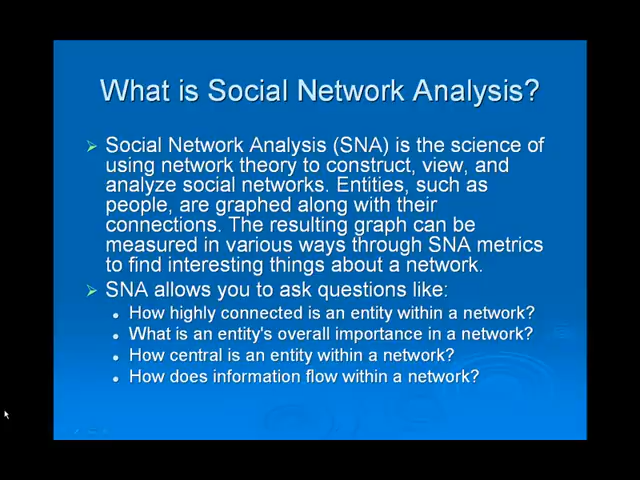 What is Social Network Analysis?
Social Network Analysis (SNA) is the science of
using network theory to construct, view, and
analyze social networks. Entities, such as
people, are graphed along with their
connections. The resulting graph can be
measured in various ways through SNA metrics
to find interesting things about a network.
SNA allows you to ask questions like:
How highly connected is an entity within a network?
What is an entity's overall importance in a network?
How central is an entity within a network?
How does information flow within a network?